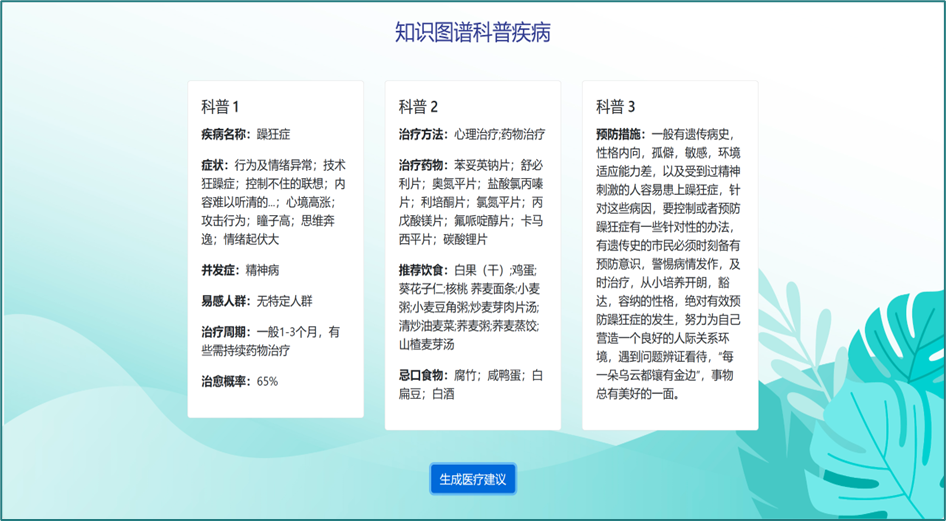 知识图谱科普疾病
科普 1
疾病名称：躁狂症
症状：行为及情绪异常；技术
狂躁症；控制不住的联想；内
容难以听清的...；心境高涨；
攻击行为；瞳子高；思维奔
逸；情绪起伏大
并发症：精神病
易感人群：无特定人群
治疗周期：一般1-3个月，有
些需持续药物治疗
治愈概率：65%
科普 2
治疗方法：心理治疗;药物治疗
治疗药物：苯妥英钠片；舒必
利片；奥氮平片；盐酸氯丙嗪
片；利培酮片；氯氮平片；丙
戊酸镁片；氟哌啶醇片；卡马
西平片；碳酸锂片
推荐饮食：白果（干）;鸡蛋;
葵花子仁;核桃 荞麦面条;小麦
粥;小麦豆角粥;炒麦芽肉片汤;
清炒油麦菜;荞麦粥;荞麦蒸饺;
山楂麦芽汤
忌口食物：腐竹；咸鸭蛋；白
扁豆；白酒
科普 3
预防措施：一般有遗传病史，
性格内向，孤僻，敏感，环境
适应能力差，以及受到过精神
刺激的人容易患上躁狂症，针
对这些病因，要控制或者预防
躁狂症有一些针对性的办法，
有遗传史的市民必须时刻备有
预防意识，警惕病情发作，及
时治疗，从小培养开朗，豁
达，容纳的性格，绝对有效预
防躁狂症的发生，努力为自己
营造一个良好的人际关系环
境，遇到问题辨证看待，“每
一朵乌云都镶有金边”，事物
总有美好的一面。
生成医疗建议